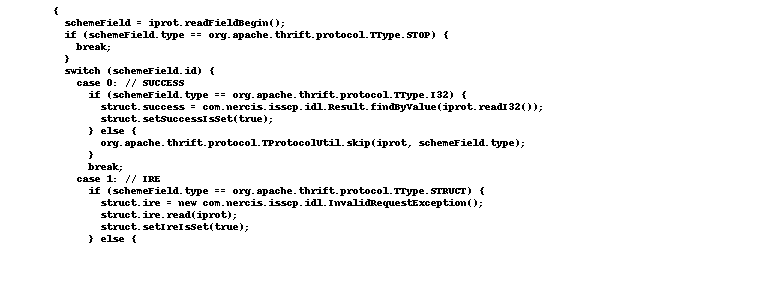 {
schemeField = iprot.readFieldBegin();
if (schemeField.type == org.apache.thrift.protocol.TType.STOP) {
break;
}
switch (schemeField.id) {
case 0: // SUCCESS
if (schemeField.type == org.apache.thrift.protocol.TType.I32) {
struct.success = com.nercis.isscp.idl.Result.findByValue(iprot.readI32());
struct.setSuccessIsSet(true);
} else {
org.apache.thrift.protocol.TProtocolUtil.skip(iprot, schemeField.type);
}
break;
case 1: // IRE
if (schemeField.type == org.apache.thrift.protocol.TType.STRUCT) {
struct.ire = new com.nercis.isscp.idl.InvalidRequestException();
struct.ire.read(iprot);
struct.setIreIsSet(true);
} else {